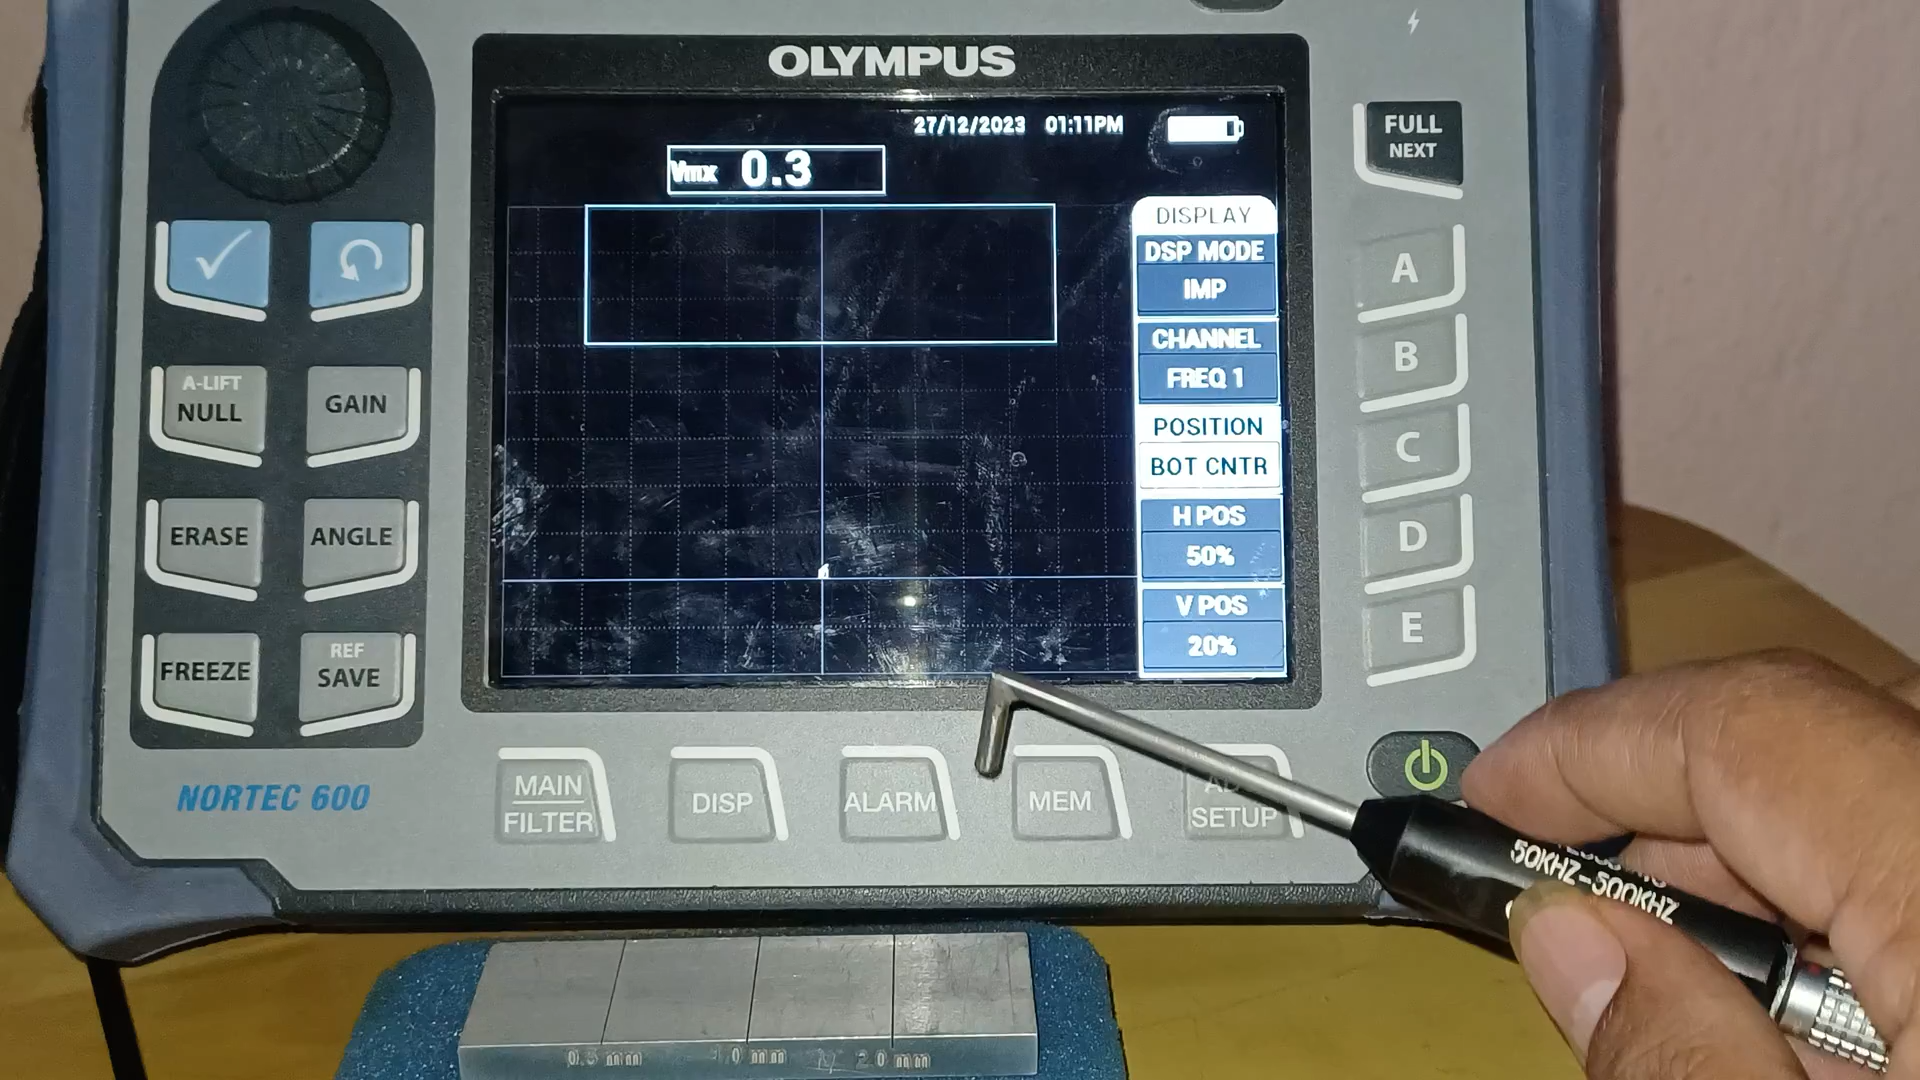 OLYMPUS
27/12/2023 01:11PM
Vmx 0.3
DISPLAY
DSP MODE
IMP
CHANNEL
FREQ 1
POSITION
BOT CNTR
H POS
50%
V POS
20%
FULL
NEXT
A
B
C
D
E
A-LIFT
NULL
GAIN
ERASE
ANGLE
FREEZE
REF
SAVE
NORTEC 600
MAIN
FILTER
DISP
ALARM
MEM
SETUP
50KHZ-500KHZ
0.5 mm
1.0 mm
2.0 mm